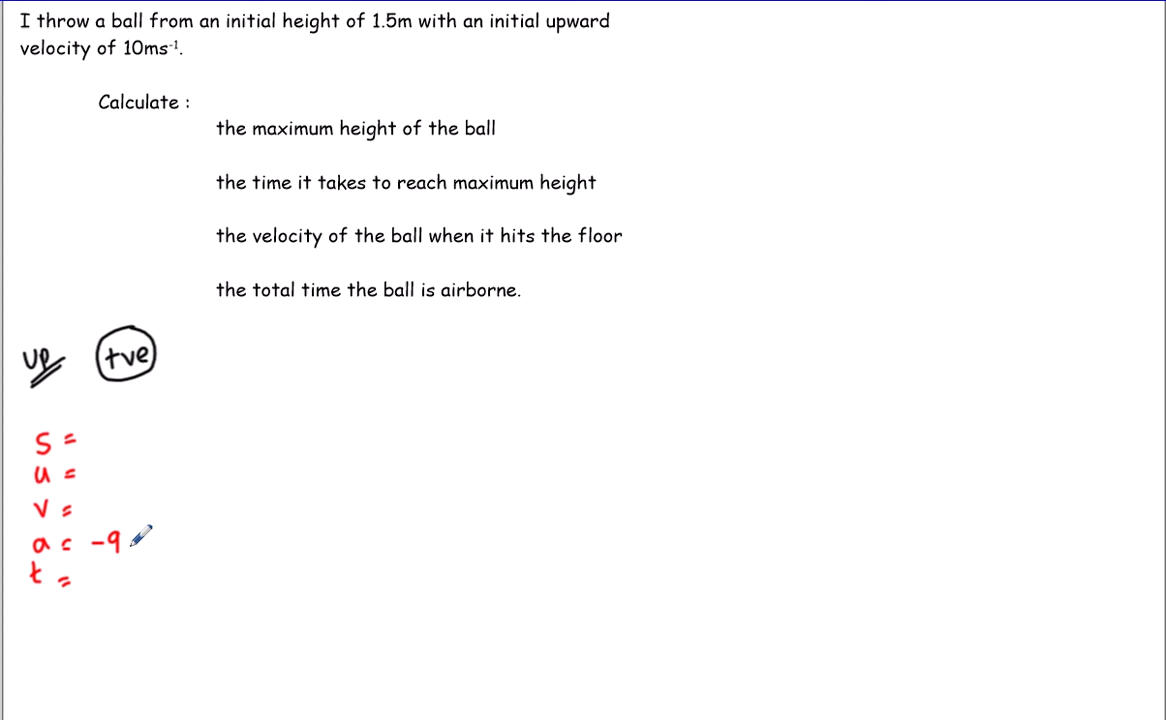 I throw a ball from an initial height of 1.5m with an initial upward
velocity of 10ms⁻¹.
Calculate :
the maximum height of the ball
the time it takes to reach maximum height
the velocity of the ball when it hits the floor
the total time the ball is airborne.
UP +ve
s =
u =
v =
a = -9
t =